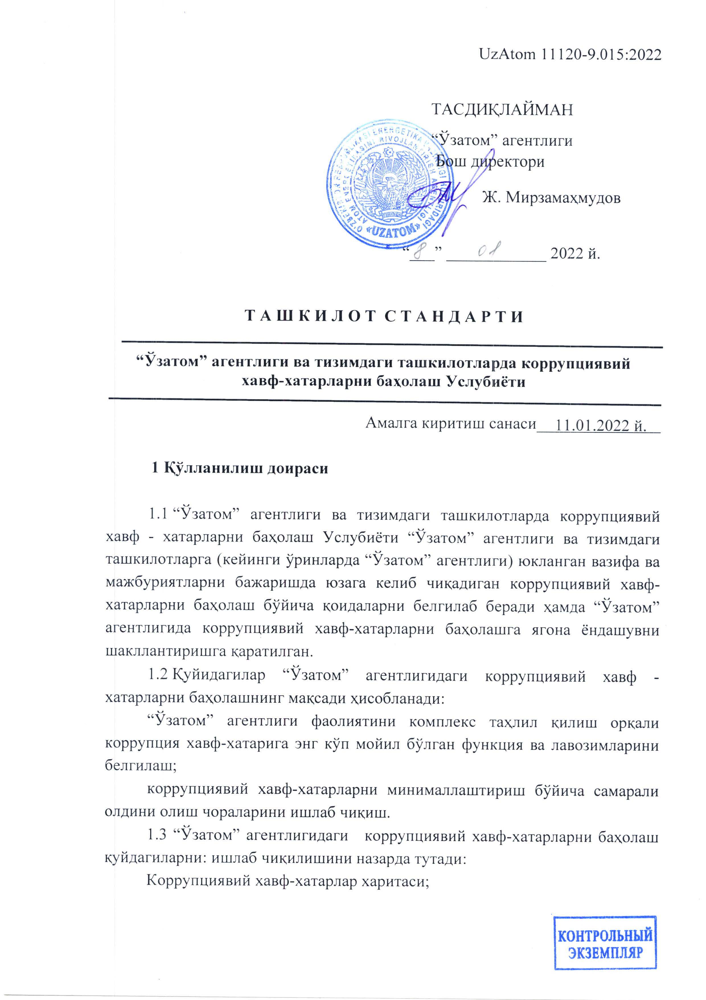 UzAtom 11120-9.015:2022
ТАСДИҚЛАЙМАН
“Ўзатом” агентлиги
Бош директори
Ж. Мирзамаҳмудов
“ 8 ” 01 2022 й.
«UZATOM»
Т А Ш К И Л О Т С Т А Н Д А Р Т И
“Ўзатом” агентлиги ва тизимдаги ташкилотларда коррупциявий
хавф-хатарларни баҳолаш Услубиёти
Амалга киритиш санаси 11.01.2022 й.
1 Қўлланилиш доираси
1.1 “Ўзатом” агентлиги ва тизимдаги ташкилотларда коррупциявий
хавф - хатарларни баҳолаш Услубиёти “Ўзатом” агентлиги ва тизимдаги
ташкилотларга (кейинги ўринларда “Ўзатом” агентлиги) юкланган вазифа ва
мажбуриятларни бажаришда юзага келиб чиқадиган коррупциявий хавф-
хатарларни баҳолаш бўйича қоидаларни белгилаб беради ҳамда “Ўзатом”
агентлигида коррупциявий хавф-хатарларни баҳолашга ягона ёндашувни
шакллантиришга қаратилган.
1.2 Қуйидагилар “Ўзатом” агентлигидаги коррупциявий хавф -
хатарларни баҳолашнинг мақсади ҳисобланади:
“Ўзатом” агентлиги фаолиятини комплекс таҳлил қилиш орқали
коррупция хавф-хатарига энг кўп мойил бўлган функция ва лавозимларини
белгилаш;
коррупциявий хавф-хатарларни минималлаштириш бўйича самарали
олдини олиш чораларини ишлаб чиқиш.
1.3 “Ўзатом” агентлигидаги коррупциявий хавф-хатарларни баҳолаш
қуйдагиларни: ишлаб чиқилишини назарда тутади:
Коррупциявий хавф-хатарлар харитаси;
КОНТРОЛЬНЫЙ
ЭКЗЕМПЛЯР